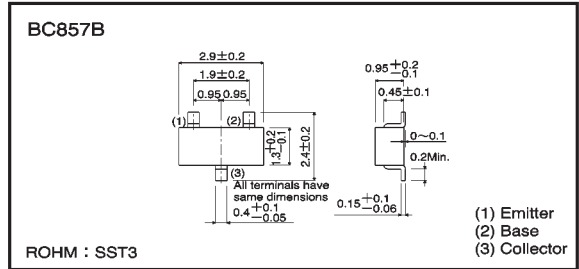 BC857B
2.9±0.2
1.9±0.2
0.95 0.95
(1)
(2)
(3)
1.3 +0.2 -0.1
2.4±0.2
All terminals have
same dimensions
0.4 +0.1 -0.05
0.95 +0.2 -0.1
0.45±0.1
0~0.1
0.2Min.
0.15 +0.1 -0.06
(1) Emitter
(2) Base
(3) Collector
ROHM : SST3